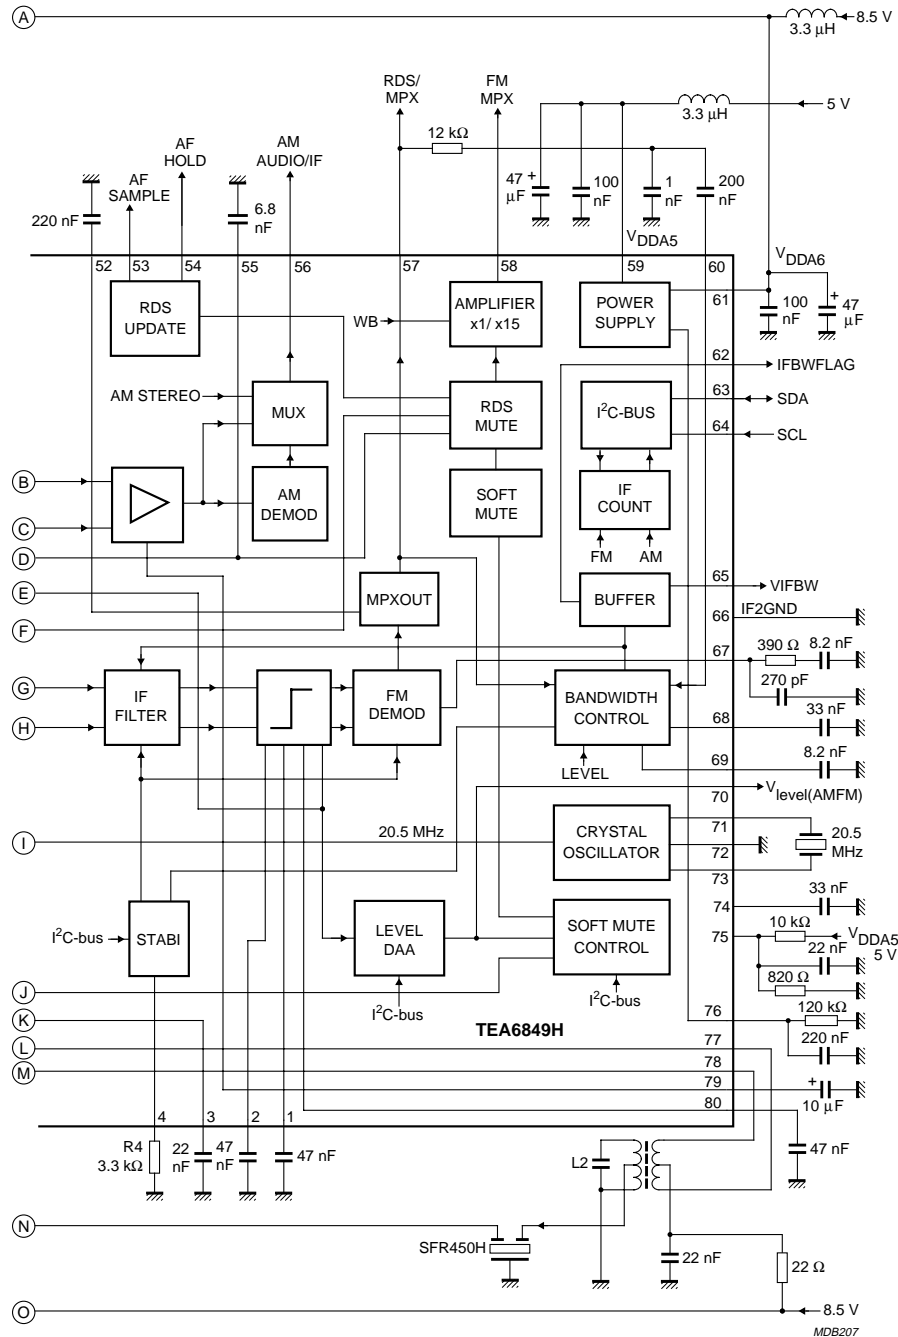 A
8.5 V
3.3 μH
RDS/
MPX
FM
MPX
5 V
3.3 μH
12 kΩ
AF
HOLD
AM
AUDIO/IF
AF
SAMPLE
220 nF
6.8
nF
47
μF
+
100
nF
1
nF
200
nF
VDDA5
VDDA6
52
53
54
55
56
57
58
59
60
61
100
nF
+
47
μF
RDS
UPDATE
WB
AMPLIFIER
x1/ x15
POWER
SUPPLY
62
IFBWFLAG
AM STEREO
MUX
RDS
MUTE
I²C-BUS
63
SDA
64
SCL
B
C
AM
DEMOD
SOFT
MUTE
IF
COUNT
FM
AM
D
E
F
MPXOUT
BUFFER
65
VIFBW
66
IF2GND
67
390 Ω
8.2 nF
270 pF
G
H
IF
FILTER
FM
DEMOD
BANDWIDTH
CONTROL
68
33 nF
69
8.2 nF
LEVEL
70
Vlevel(AMFM)
I
20.5 MHz
CRYSTAL
OSCILLATOR
71
72
73
20.5
MHz
74
33 nF
I²C-bus
STABI
LEVEL
DAA
SOFT MUTE
CONTROL
75
10 kΩ
VDDA5
5 V
22 nF
820 Ω
J
I²C-bus
I²C-bus
K
TEA6849H
76
120 kΩ
220 nF
L
77
M
78
79
+
10 μF
80
4
3
2
1
R4
3.3 kΩ
22
nF
47
nF
47 nF
L2
47 nF
N
SFR450H
22 nF
22 Ω
O
8.5 V
MDB207